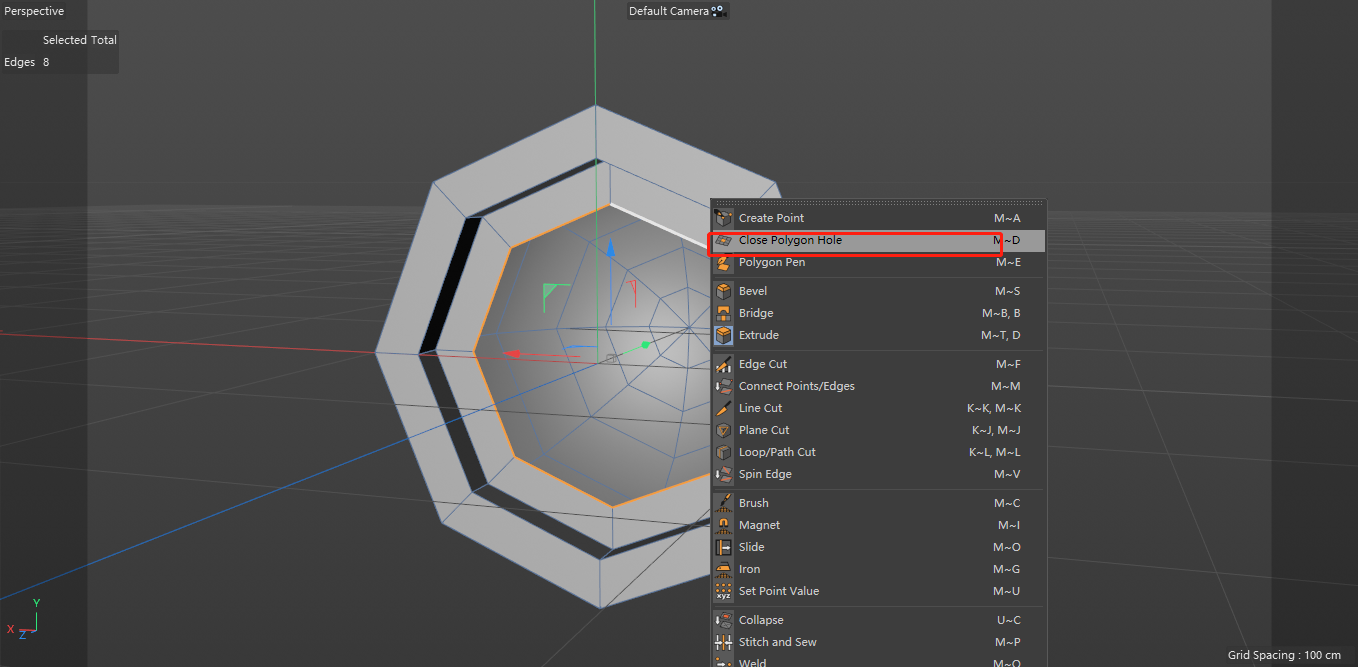 Perspective
Default Camera
Selected Total
Edges 8
Create Point M~A
Close Polygon Hole M~D
Polygon Pen M~E
Bevel M~S
Bridge M~B, B
Extrude M~T, D
Edge Cut M~F
Connect Points/Edges M~M
Line Cut K~K, M~K
Plane Cut K~J, M~J
Loop/Path Cut K~L, M~L
Spin Edge M~V
Brush M~C
Magnet M~I
Slide M~O
Iron M~G
xyz Set Point Value M~U
Collapse U~C
Stitch and Sew M~P
Weld M~Q
Y
X
Z
Grid Spacing : 100 cm